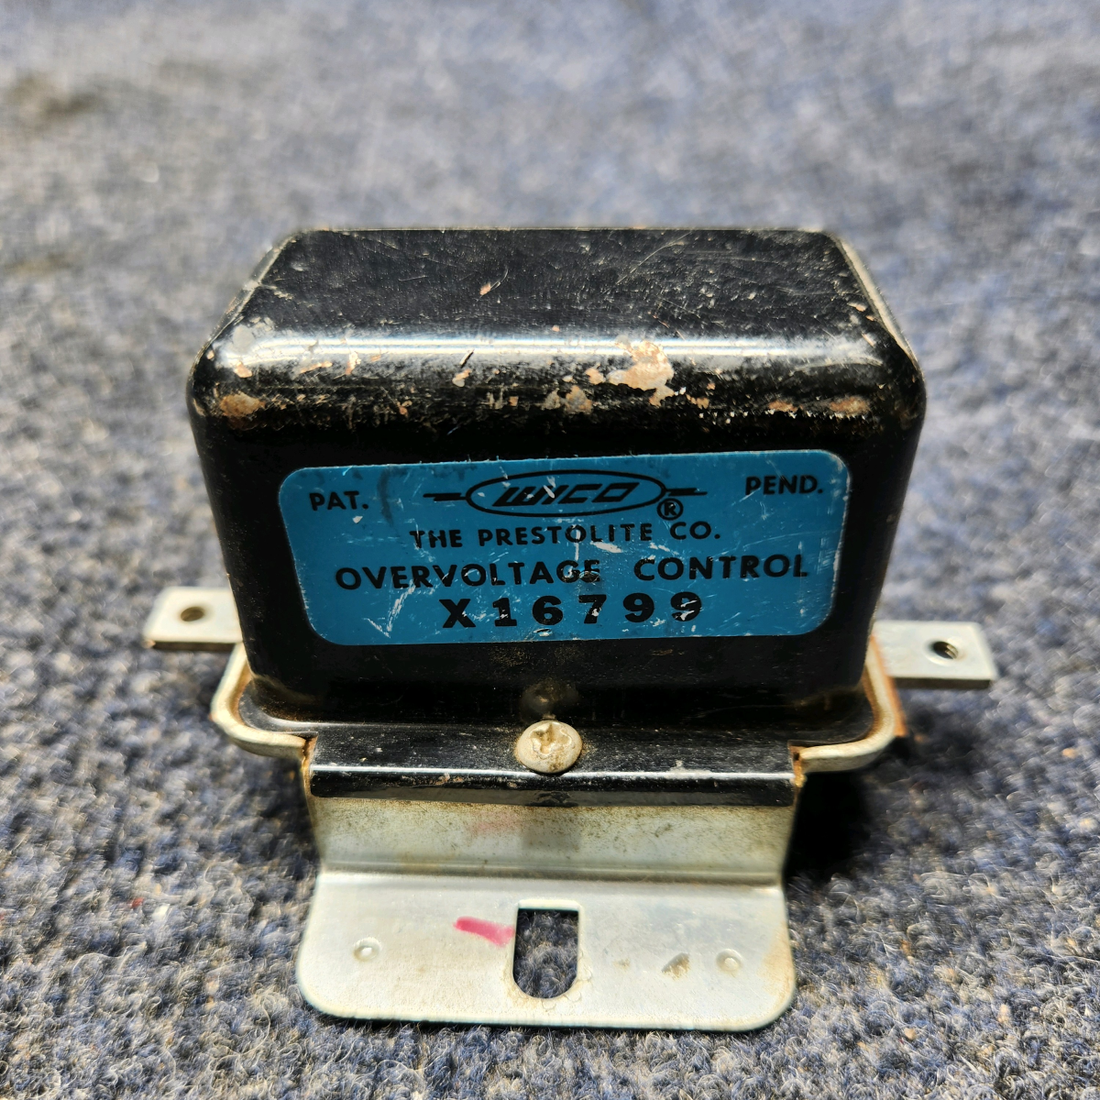 PAT. WICO® PEND.
THE PRESTOLITE CO.
OVERVOLTAGE CONTROL
X16799